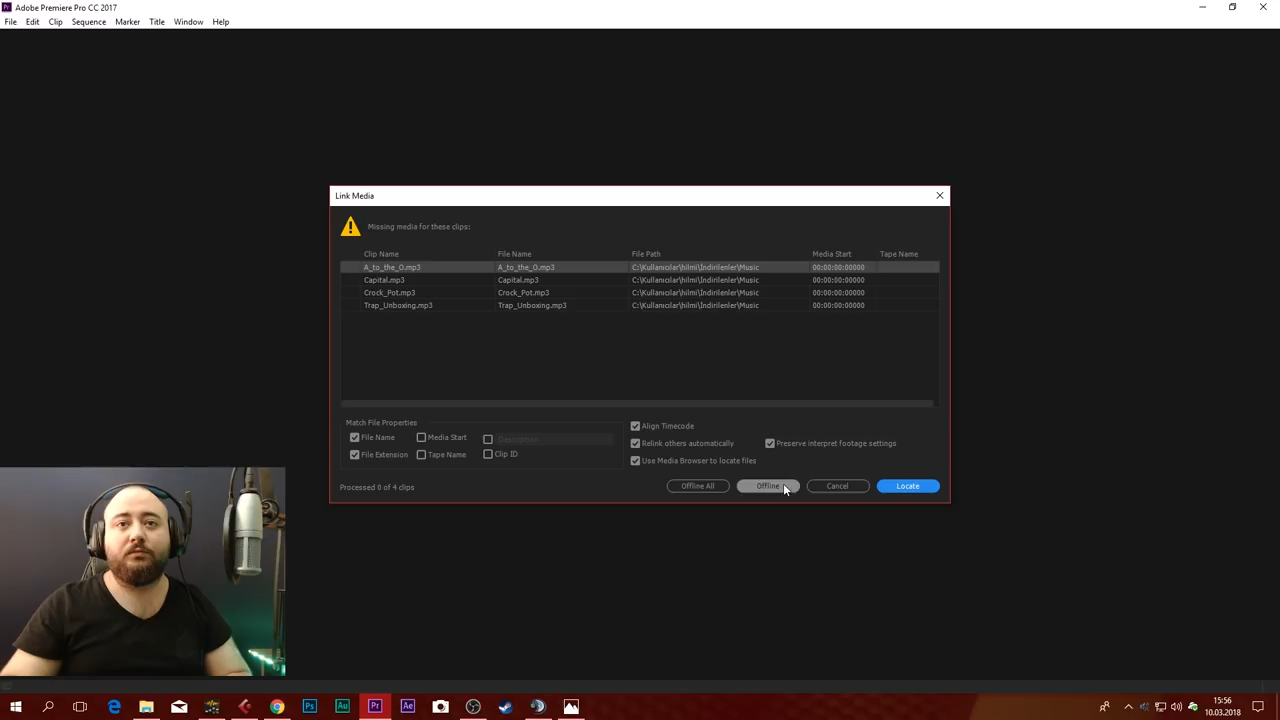 Adobe Premiere Pro CC 2017
File Edit Clip Sequence Marker Title Window Help
Link Media
Missing media for these clips:
Clip Name File Name File Path Media Start Tape Name
A_to_the_O.mp3 A_to_the_O.mp3 C:\Kullanıcılar\hilmi\İndirilenler\Music 00:00:00:00000
Capital.mp3 Capital.mp3 C:\Kullanıcılar\hilmi\İndirilenler\Music 00:00:00:00000
Crock_Pot.mp3 Crock_Pot.mp3 C:\Kullanıcılar\hilmi\İndirilenler\Music 00:00:00:00000
Trap_Unboxing.mp3 Trap_Unboxing.mp3 C:\Kullanıcılar\hilmi\İndirilenler\Music 00:00:00:00000
Match File Properties
File Name Media Start Description
File Extension Tape Name Clip ID
Align Timecode
Relink others automatically Preserve interpret footage settings
Use Media Browser to locate files
Processed 0 of 4 clips
Offline All Offline Cancel Locate
15:56
10.03.2018